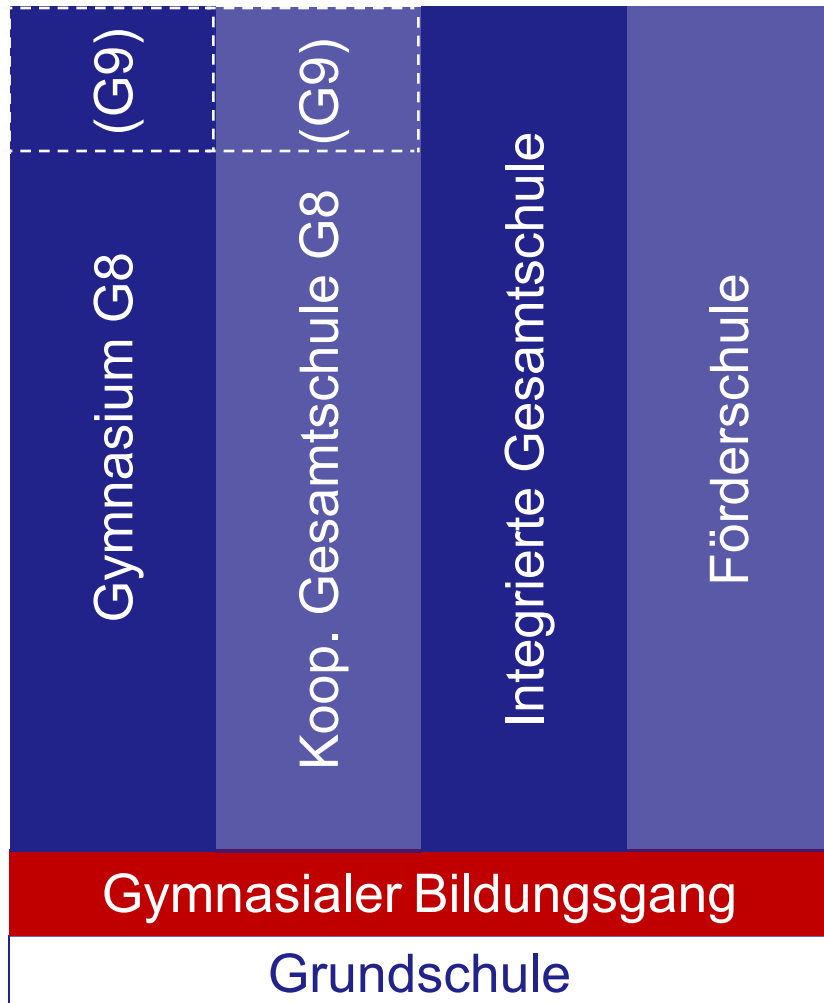 (G9)
Gymnasium G8
(G9)
Koop. Gesamtschule G8
Integrierte Gesamtschule
Förderschule
Gymnasialer Bildungsgang
Grundschule